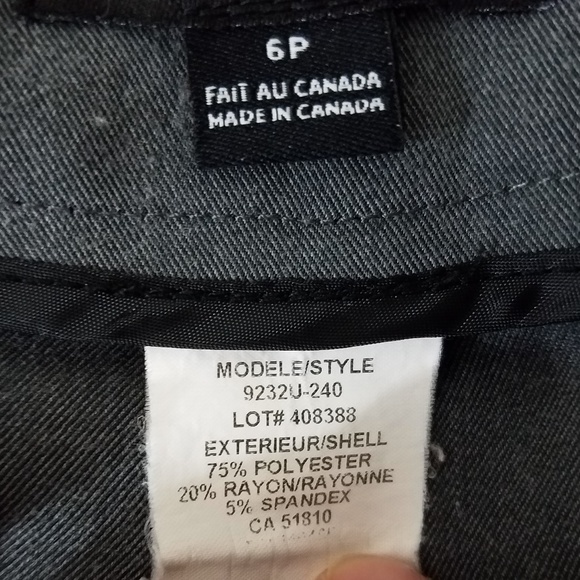 6P
FAIT AU CANADA
MADE IN CANADA
MODELE/STYLE
9232U-240
LOT# 408388
EXTERIEUR/SHELL
75% POLYESTER
20% RAYON/RAYONNE
5% SPANDEX
CA 51810